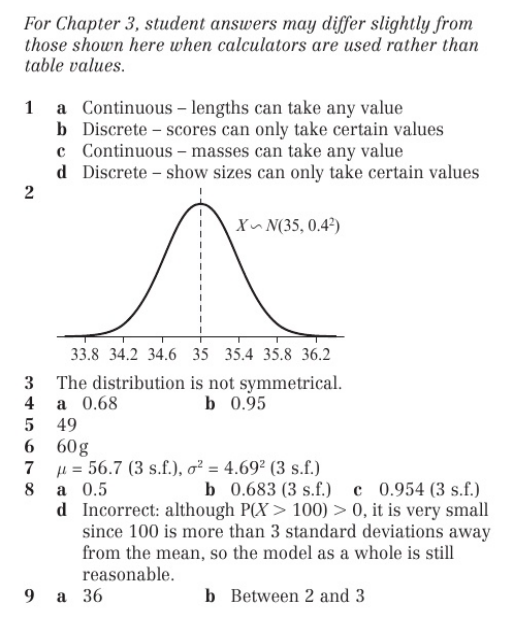 For Chapter 3, student answers may differ slightly from
those shown here when calculators are used rather than
table values.
1 a Continuous – lengths can take any value
b Discrete – scores can only take certain values
c Continuous – masses can take any value
d Discrete – show sizes can only take certain values
2
X ∽ N(35, 0.4²)
33.8 34.2 34.6 35 35.4 35.8 36.2
3 The distribution is not symmetrical.
4 a 0.68 b 0.95
5 49
6 60g
7 μ = 56.7 (3 s.f.), σ² = 4.69² (3 s.f.)
8 a 0.5 b 0.683 (3 s.f.) c 0.954 (3 s.f.)
d Incorrect: although P(X > 100) > 0, it is very small
since 100 is more than 3 standard deviations away
from the mean, so the model as a whole is still
reasonable.
9 a 36 b Between 2 and 3